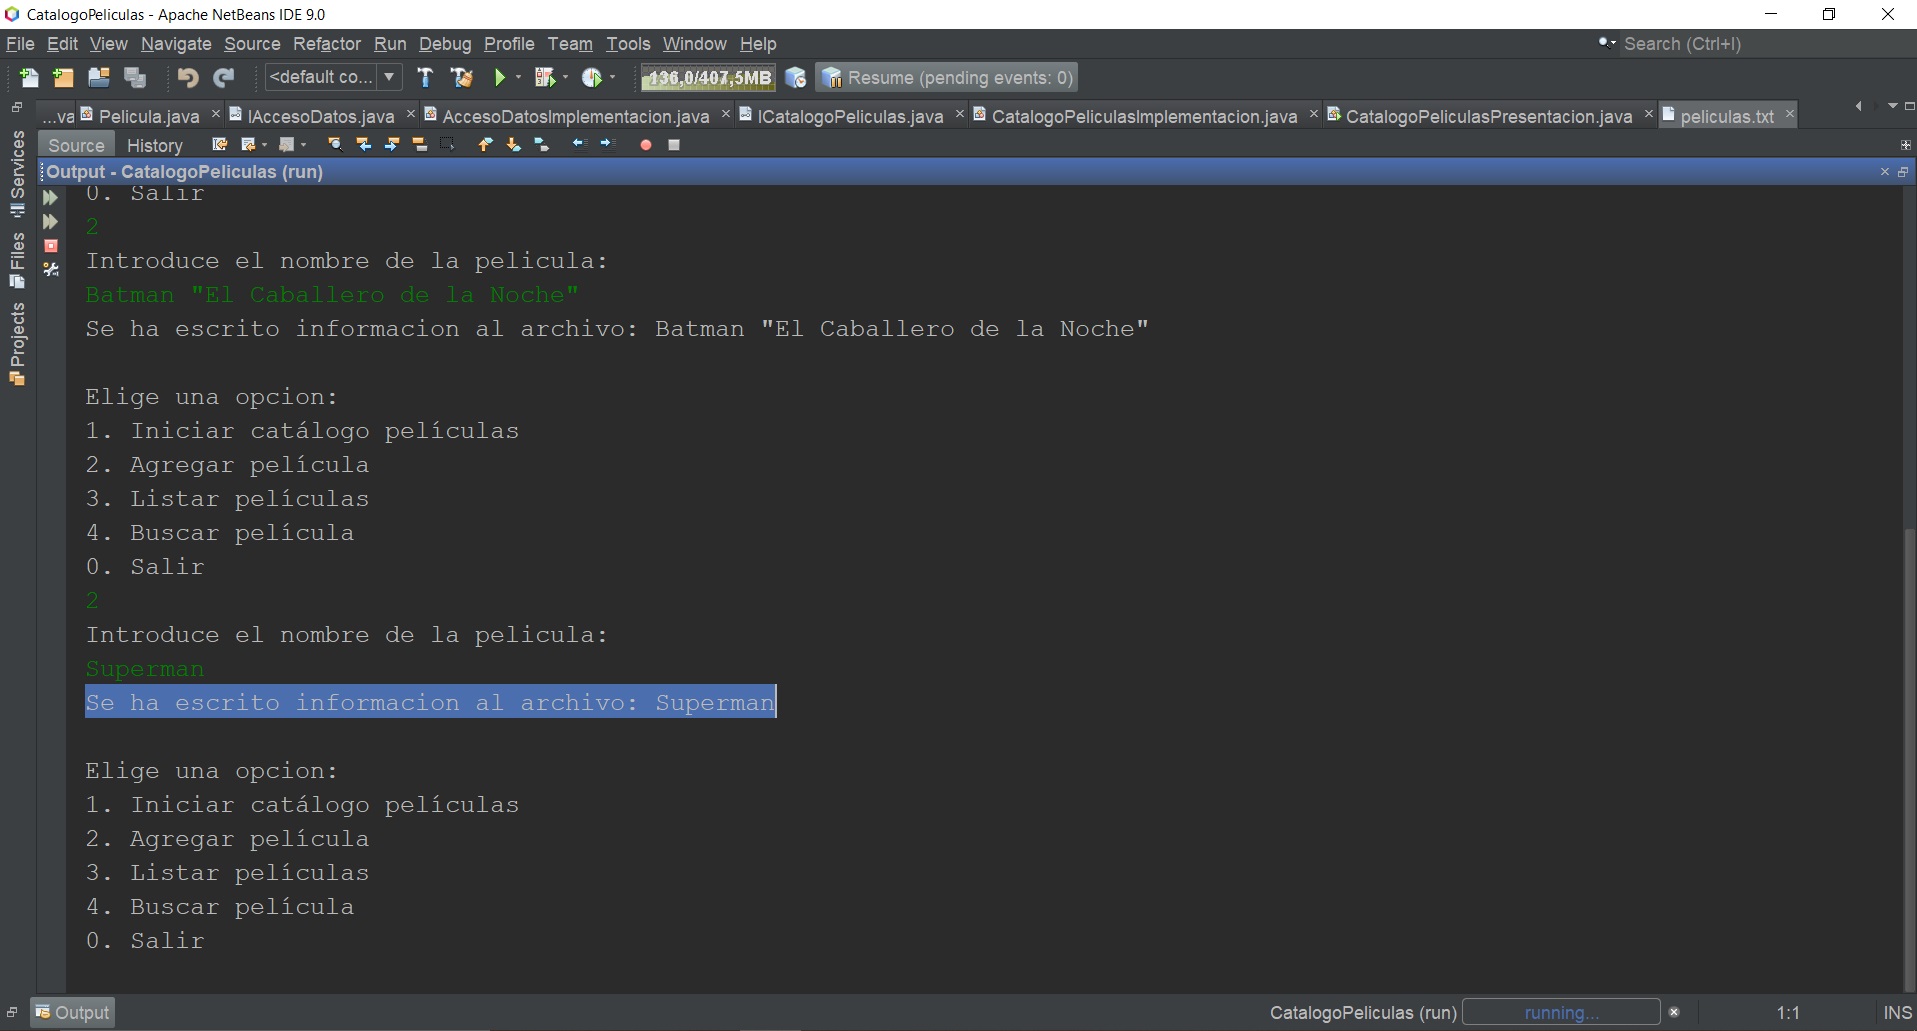 CatalogoPeliculas - Apache NetBeans IDE 9.0
File Edit View Navigate Source Refactor Run Debug Profile Team Tools Window Help
Search (Ctrl+I)
<default co...
136,0/407,5MB
Resume (pending events: 0)
...va Pelicula.java IAccesoDatos.java AccesoDatosImplementacion.java ICatalogoPeliculas.java CatalogoPeliculasImplementacion.java CatalogoPeliculasPresentacion.java peliculas.txt
Source History
Services
Files
Projects
Output - CatalogoPeliculas (run)
0. Salir
2
Introduce el nombre de la pelicula:
Batman "El Caballero de la Noche"
Se ha escrito informacion al archivo: Batman "El Caballero de la Noche"
Elige una opcion:
1. Iniciar catálogo películas
2. Agregar película
3. Listar películas
4. Buscar película
0. Salir
2
Introduce el nombre de la pelicula:
Superman
Se ha escrito informacion al archivo: Superman
Elige una opcion:
1. Iniciar catálogo películas
2. Agregar película
3. Listar películas
4. Buscar película
0. Salir
Output
CatalogoPeliculas (run)
running...
1:1
INS